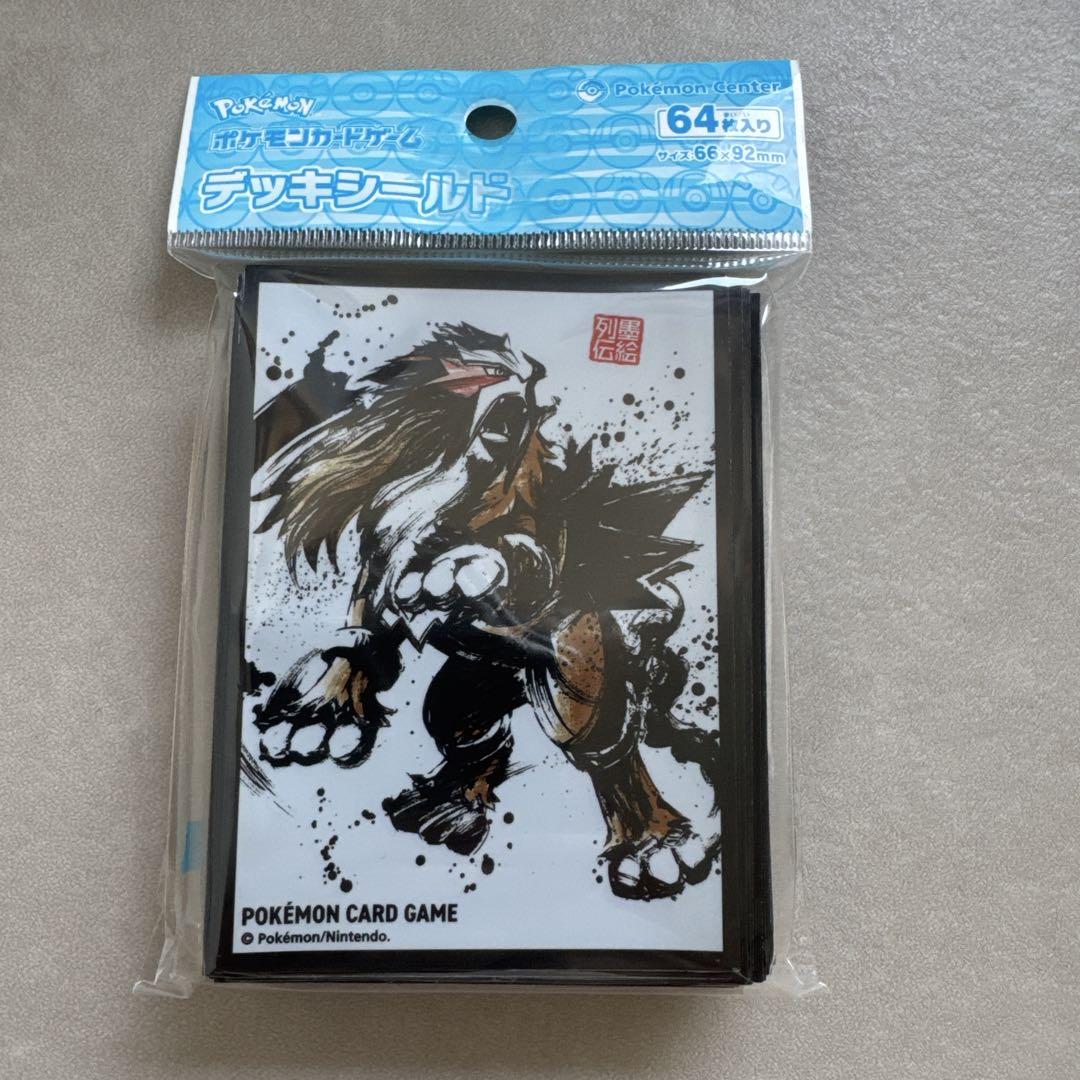 POKéMON
ポケモンカードゲーム
デッキシールド
Pokémon Center
64枚入り
サイズ:66×92mm
墨絵
列伝
POKÉMON CARD GAME
© Pokémon/Nintendo.